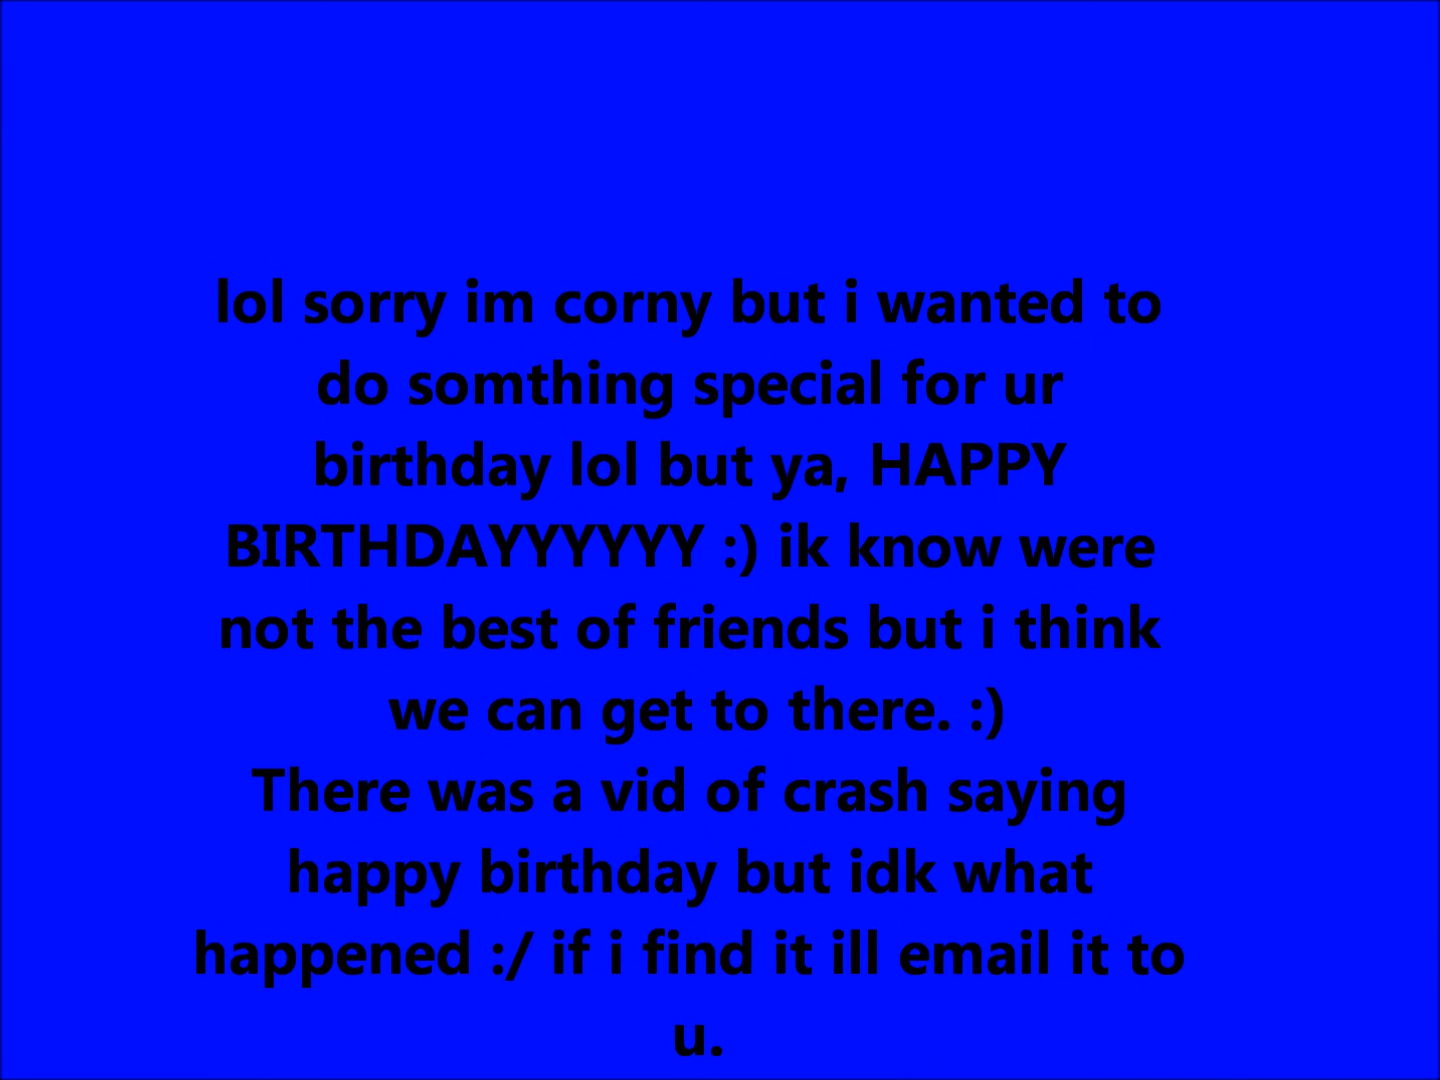 lol sorry im corny but i wanted to
do somthing special for ur
birthday lol but ya, HAPPY
BIRTHDAYYYYYY :) ik know were
not the best of friends but i think
we can get to there. :)
There was a vid of crash saying
happy birthday but idk what
happened :/ if i find it ill email it to
u.